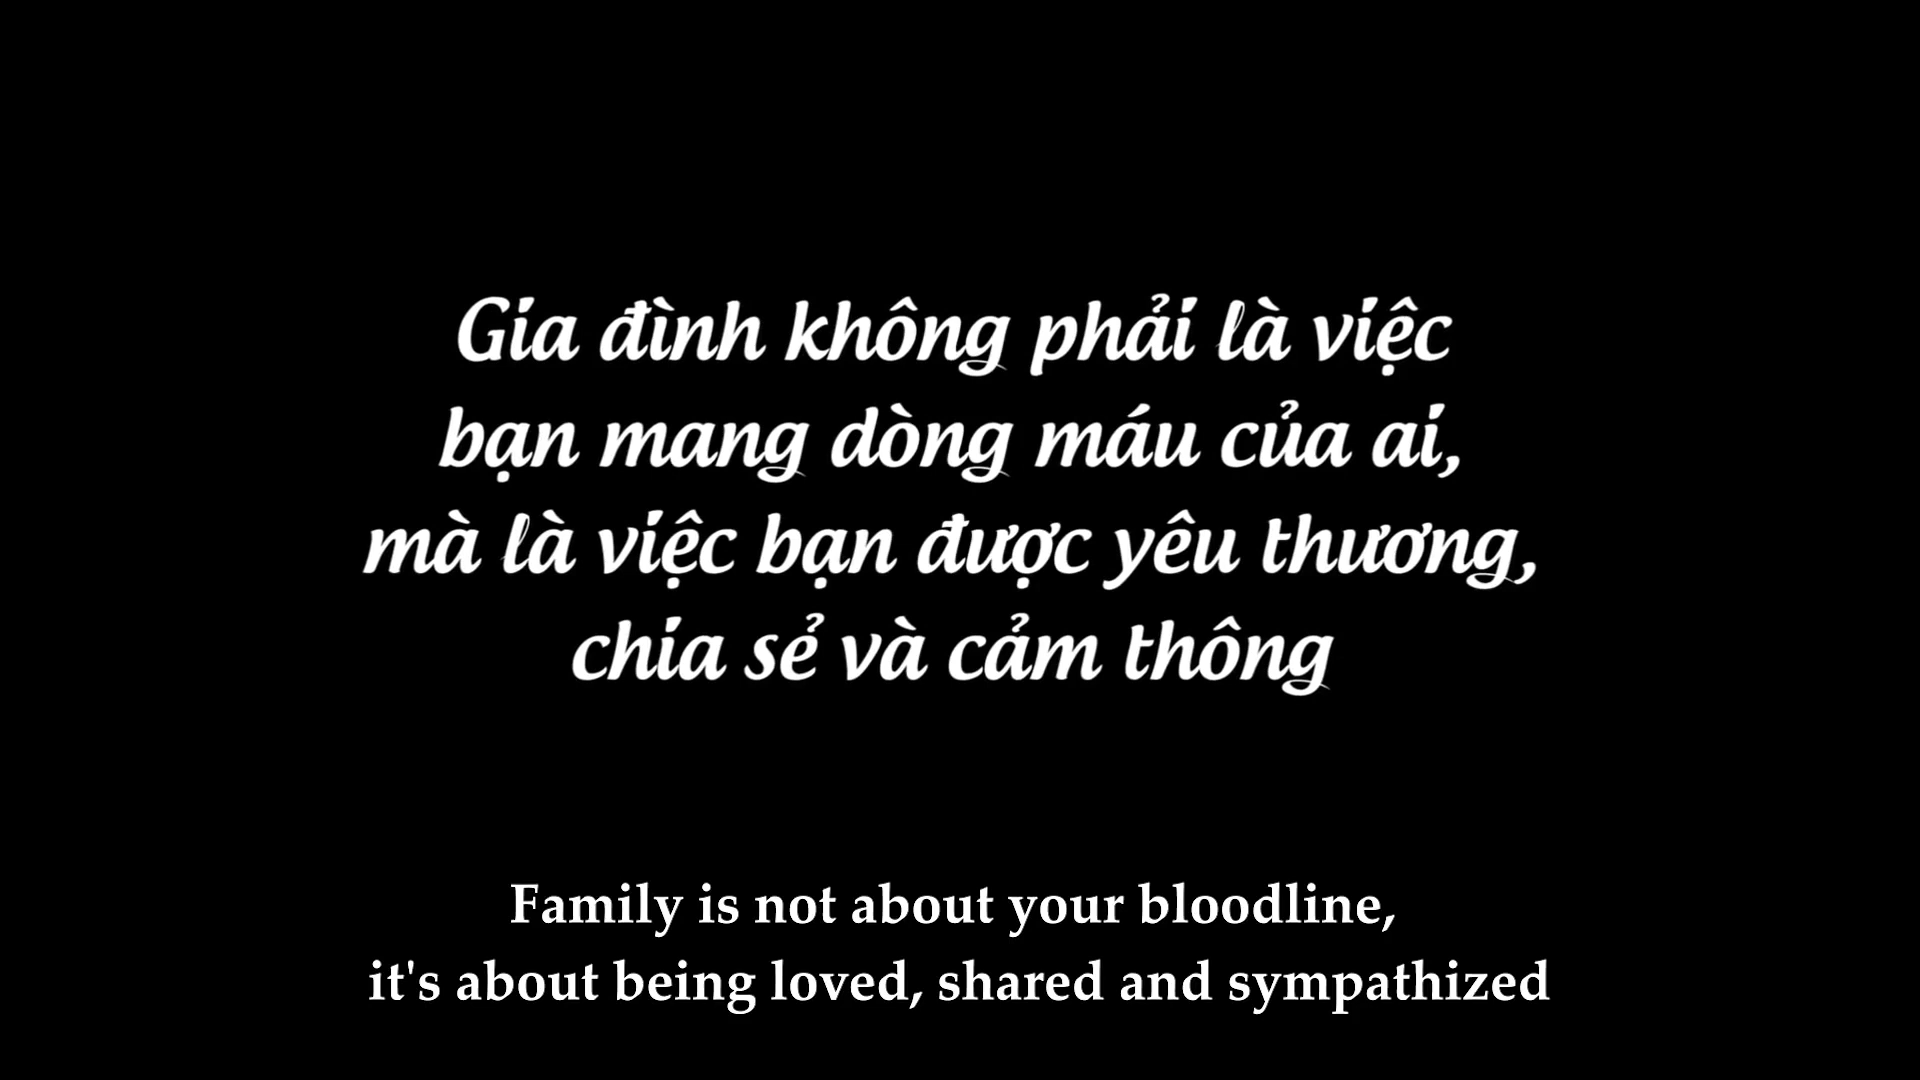 Gia đình không phải là việc
bạn mang dòng máu của ai,
mà là việc bạn được yêu thương,
chia sẻ và cảm thông
Family is not about your bloodline,
it's about being loved, shared and sympathized